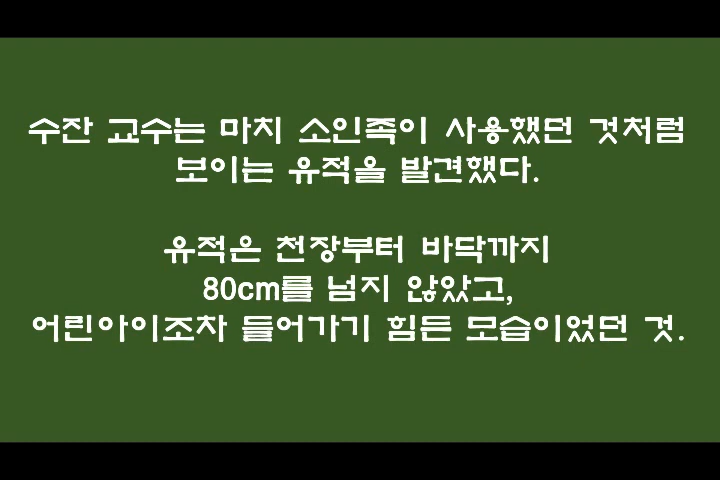 수잔 교수는 마치 소인족이 사용했던 것처럼
보이는 유적을 발견했다.
유적은 천장부터 바닥까지
80cm를 넘지 않았고,
어린아이조차 들어가기 힘든 모습이었던 것.